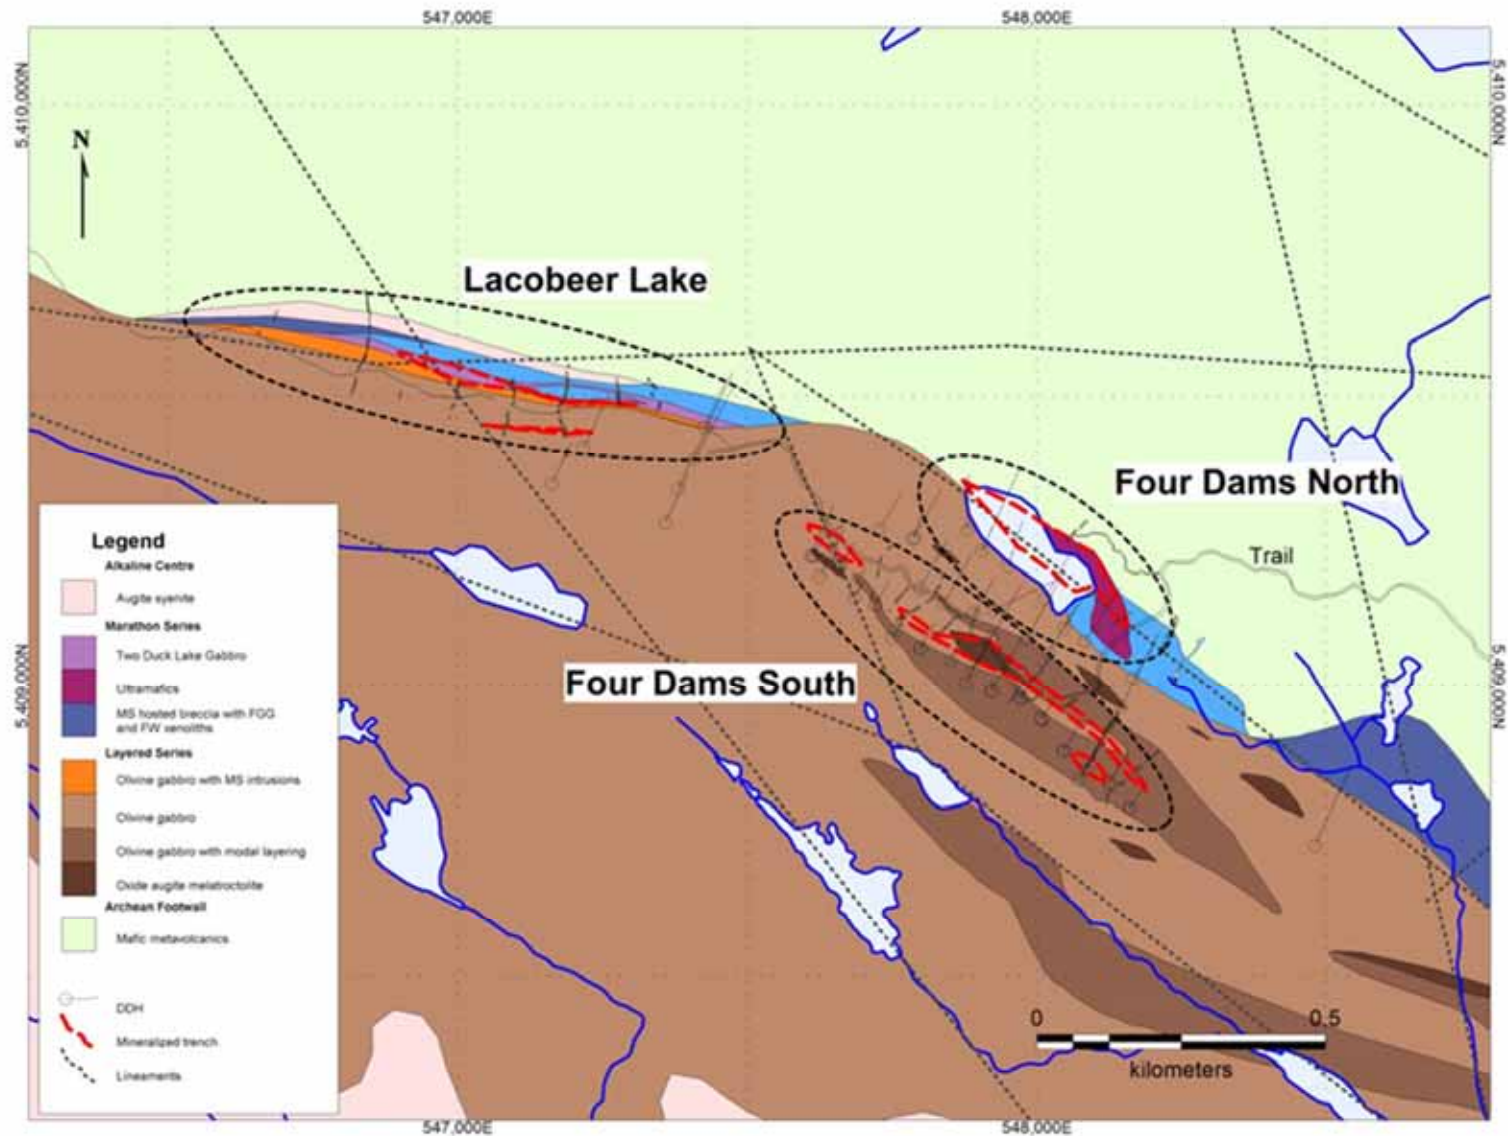 547,000E
548,000E
5,410,000N
5,410,000N
N
Lacobeer Lake
Four Dams North
Trail
Four Dams South
5,409,000N
5,409,000N
Legend
Alkaline Centre
Augite syenite
Marathon Series
Two Duck Lake Gabbro
Utramafics
MS hosted breccia with FGG
and FW xenoliths
Layered Series
Olivine gabbro with MS intrusions
Olivine gabbro
Olivine gabbro with modal layering
Oxide augite melatroctolite
Archean Footwall
Mafic metavolcanics
DDH
Mineralized trench
Lineaments
0
0.5
kilometers
547,000E
548,000E